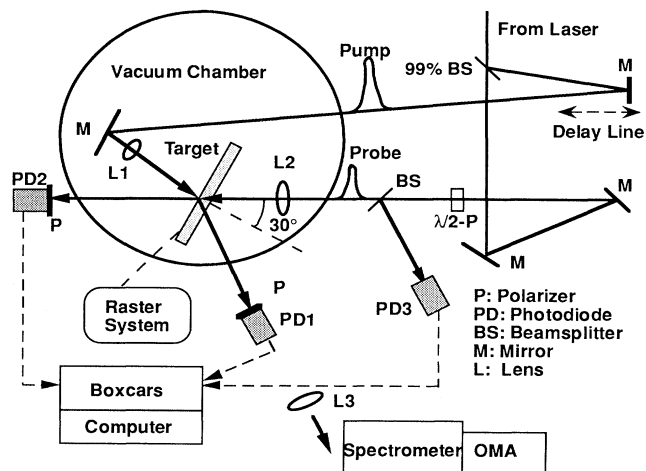 From Laser
Pump
M
99% BS
Vacuum Chamber
Delay Line
M
Target
L2
Probe
BS
M
L1
PD2
P
30°
λ/2-P
M
P
PD1
PD3
Raster
System
P: Polarizer
PD: Photodiode
BS: Beamsplitter
M: Mirror
L: Lens
Boxcars
Computer
L3
Spectrometer
OMA